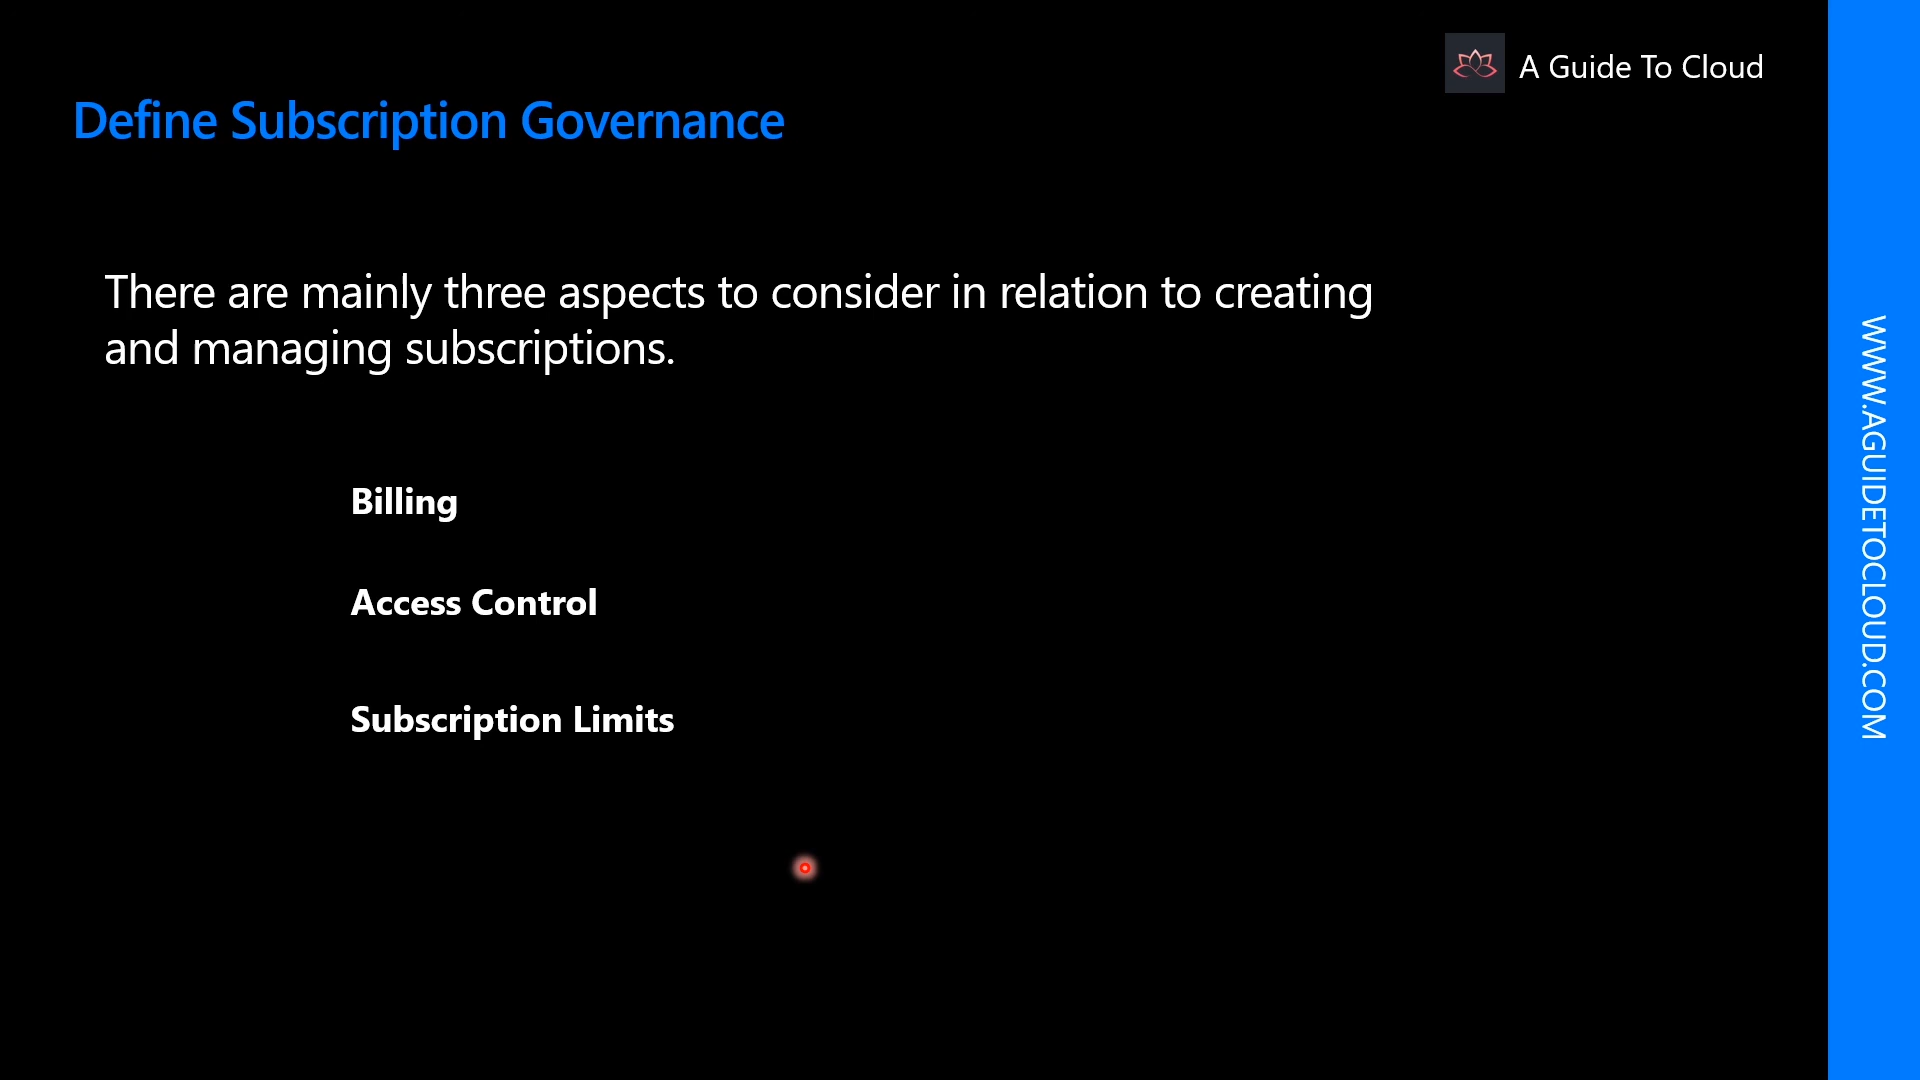 A Guide To Cloud
Define Subscription Governance
There are mainly three aspects to consider in relation to creating
and managing subscriptions.
Billing
Access Control
Subscription Limits
WWW.AGUIDETOCLOUD.COM